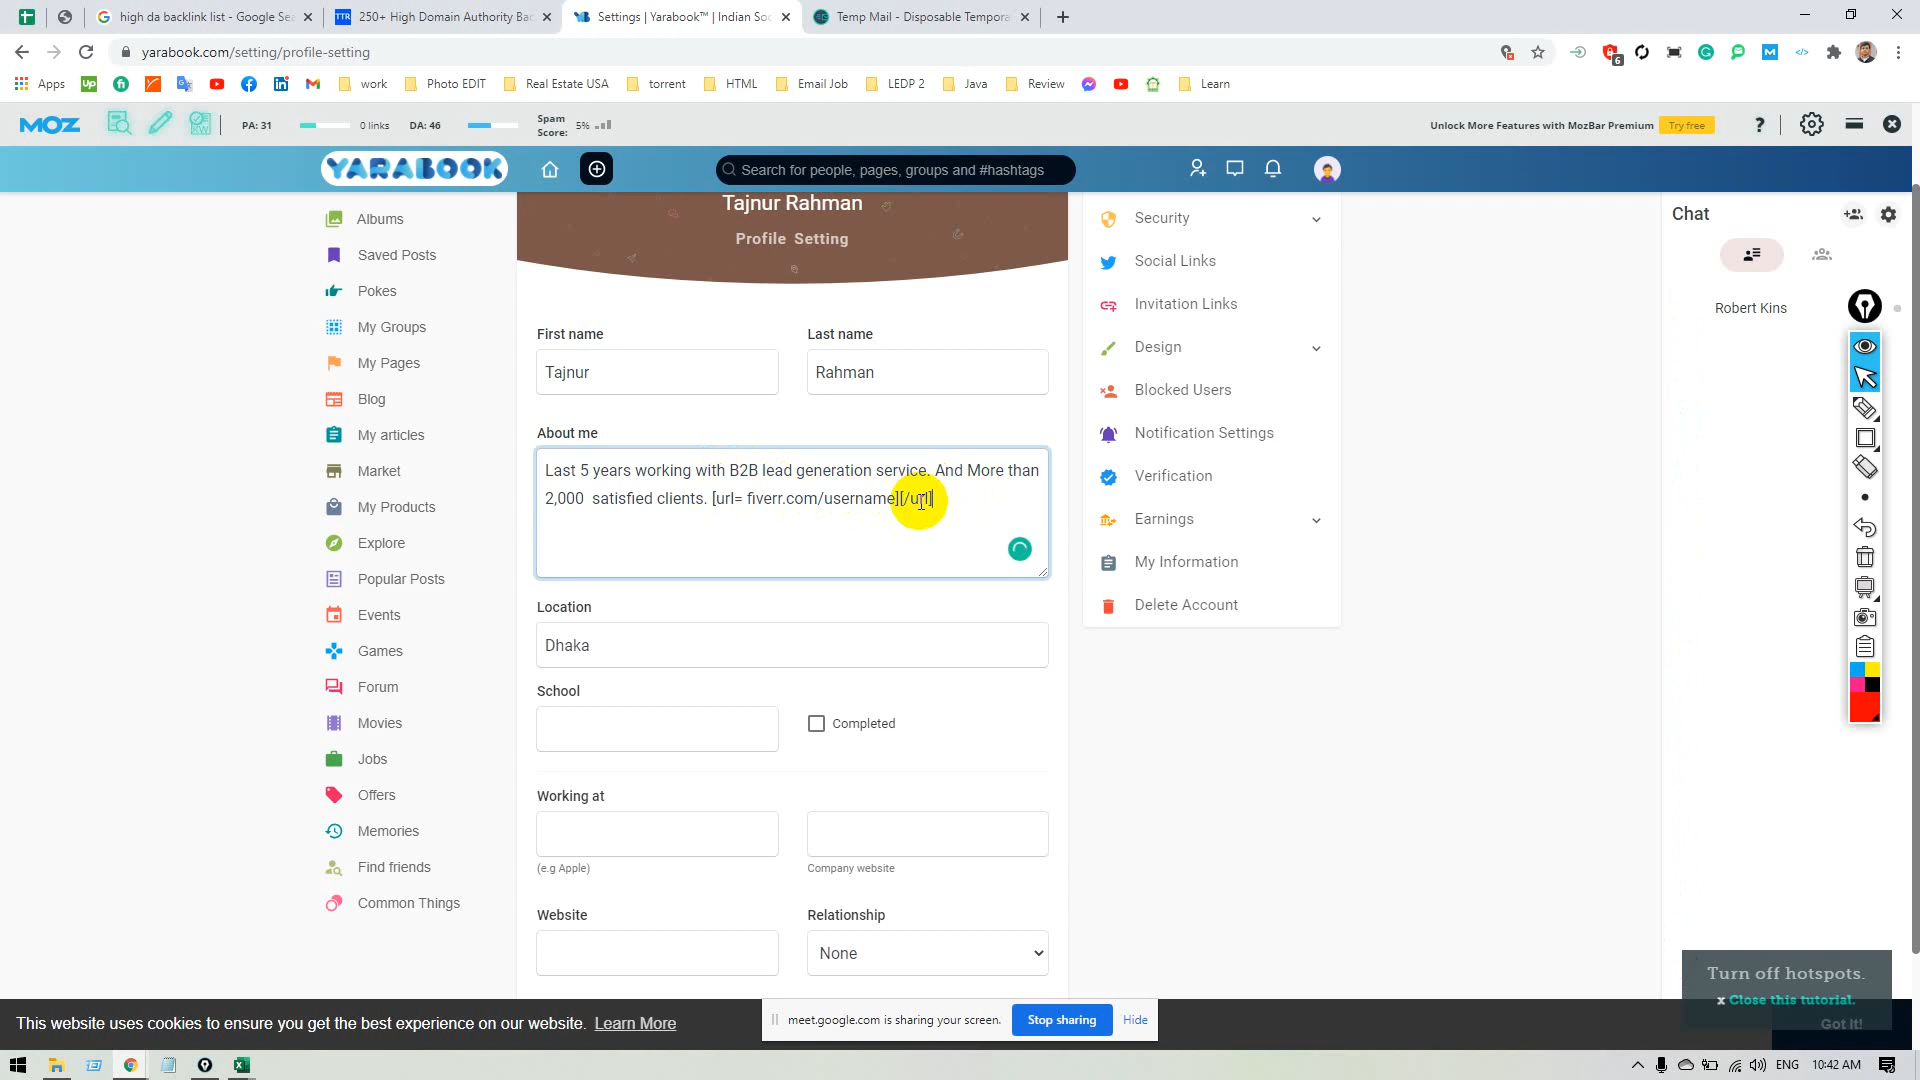 high da backlink list - Google Sea
250+ High Domain Authority Bac
Settings | Yarabook™ | Indian Soc
Temp Mail - Disposable Tempora
yarabook.com/setting/profile-setting
6
Apps
Up
work
Photo EDIT
Real Estate USA
torrent
HTML
Email Job
LEDP 2
Java
Review
Learn
MOZ
PA: 31
0 links
DA: 46
Spam Score: 5%
Unlock More Features with MozBar Premium
Try free
?
YARABOOK
Search for people, pages, groups and #hashtags
Albums
Saved Posts
Pokes
My Groups
My Pages
Blog
My articles
Market
My Products
Explore
Popular Posts
Events
Games
Forum
Movies
Jobs
Offers
Memories
Find friends
Common Things
Tajnur Rahman
Profile Setting
First name
Last name
Tajnur
Rahman
About me
Last 5 years working with B2B lead generation service. And More than
2,000 satisfied clients. [url= fiverr.com/username][/url]
Location
Dhaka
School
Completed
Working at
(e.g Apple)
Company website
Website
Relationship
None
Security
Social Links
Invitation Links
Design
Blocked Users
Notification Settings
Verification
Earnings
My Information
Delete Account
Chat
Robert Kins
Turn off hotspots.
x Close this tutorial.
Got It!
This website uses cookies to ensure you get the best experience on our website. Learn More
meet.google.com is sharing your screen.
Stop sharing
Hide
ENG
10:42 AM